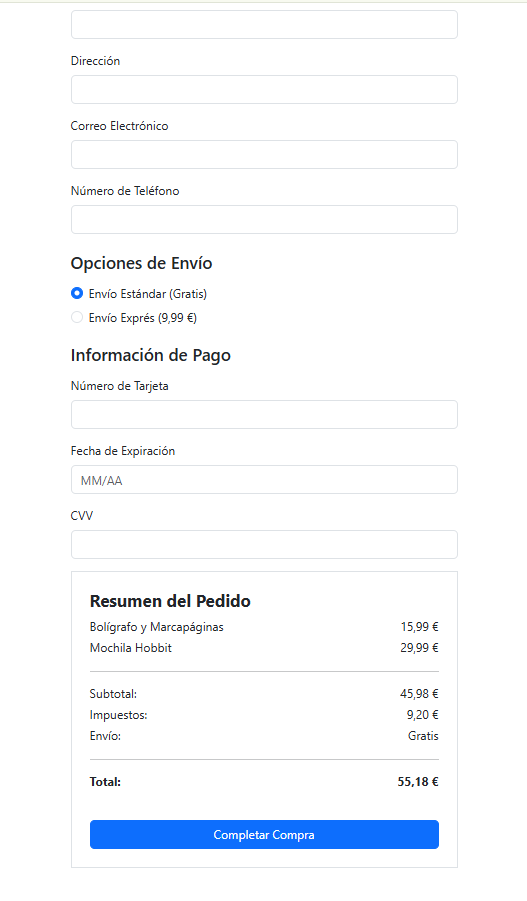 Dirección
Correo Electrónico
Número de Teléfono
Opciones de Envío
Envío Estándar (Gratis)
Envío Exprés (9,99 €)
Información de Pago
Número de Tarjeta
Fecha de Expiración
MM/AA
CVV
Resumen del Pedido
Bolígrafo y Marcapáginas 15,99 €
Mochila Hobbit 29,99 €
Subtotal: 45,98 €
Impuestos: 9,20 €
Envío: Gratis
Total: 55,18 €
Completar Compra